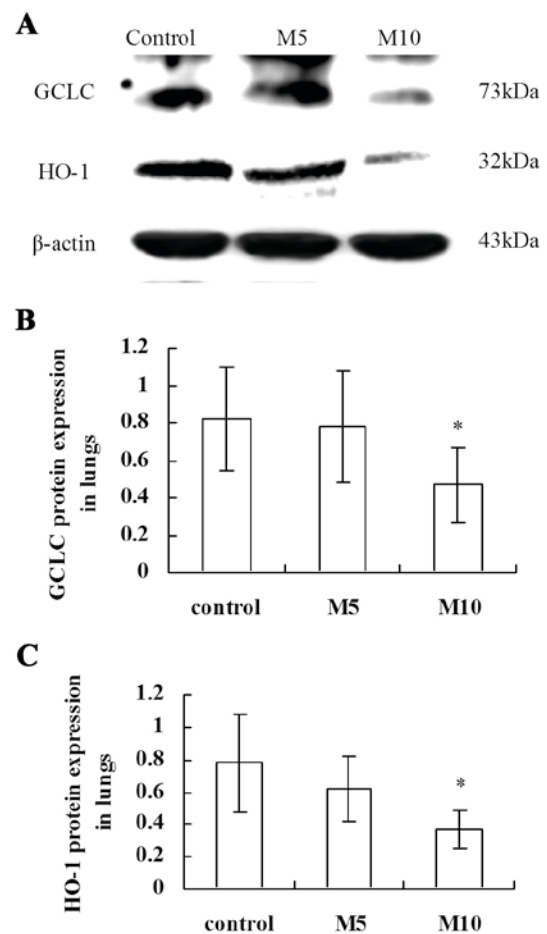 A
Control M5 M10
GCLC 73kDa
HO-1 32kDa
β-actin 43kDa
B
GCLC protein expression
in lungs
1.2
1
0.8
0.6
0.4
0.2
0
*
control M5 M10
C
HO-1 protein expression
in lungs
1.2
1
0.8
0.6
0.4
0.2
0
*
control M5 M10